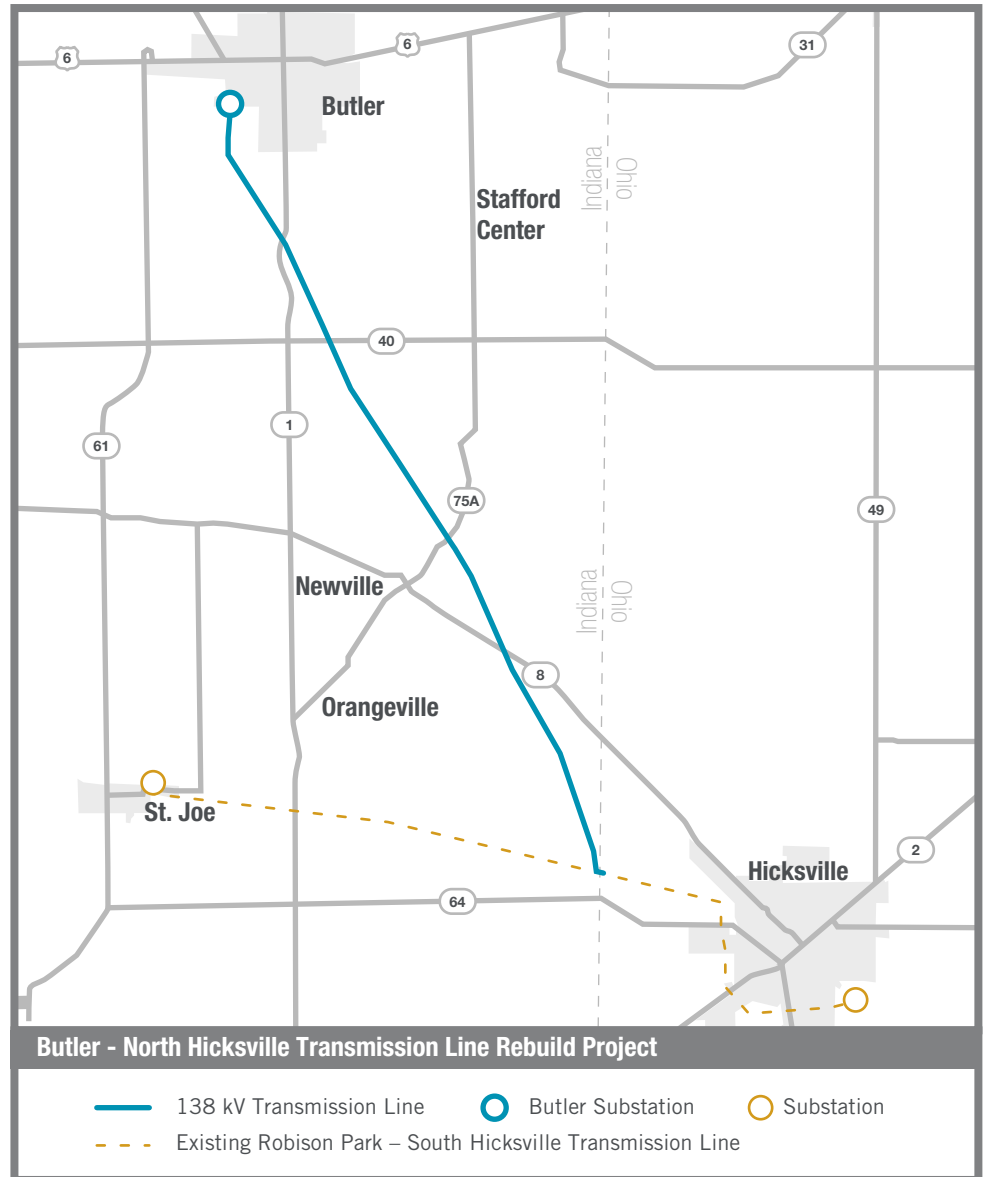 6
6
31
Butler
Indiana
Ohio
Stafford
Center
40
1
61
75A
49
Indiana
Ohio
Newville
8
Orangeville
St. Joe
2
Hicksville
64
Butler - North Hicksville Transmission Line Rebuild Project
138 kV Transmission Line
Butler Substation
Substation
Existing Robison Park – South Hicksville Transmission Line